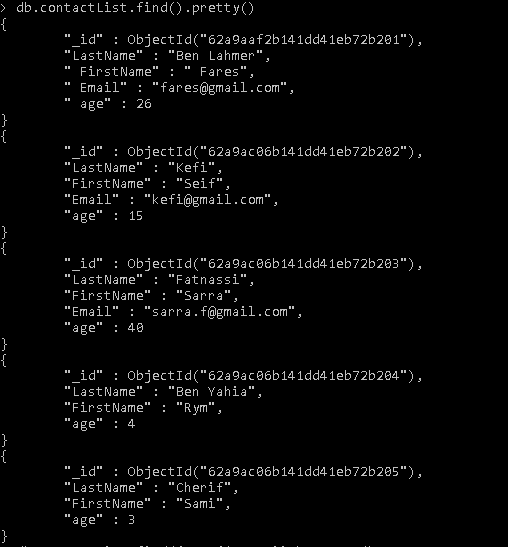 > db.contactList.find().pretty()
{
        "_id" : ObjectId("62a9aaf2b141dd41eb72b201"),
        "LastName" : "Ben Lahmer",
        " FirstName" : " Fares",
        " Email" : "fares@gmail.com",
        " age" : 26
}
{
        "_id" : ObjectId("62a9ac06b141dd41eb72b202"),
        "LastName" : "Kefi",
        "FirstName" : "Seif",
        "Email" : "kefi@gmail.com",
        "age" : 15
}
{
        "_id" : ObjectId("62a9ac06b141dd41eb72b203"),
        "LastName" : "Fatnassi",
        "FirstName" : "Sarra",
        "Email" : "sarra.f@gmail.com",
        "age" : 40
}
{
        "_id" : ObjectId("62a9ac06b141dd41eb72b204"),
        "LastName" : "Ben Yahia",
        "FirstName" : "Rym",
        "age" : 4
}
{
        "_id" : ObjectId("62a9ac06b141dd41eb72b205"),
        "LastName" : "Cherif",
        "FirstName" : "Sami",
        "age" : 3
}